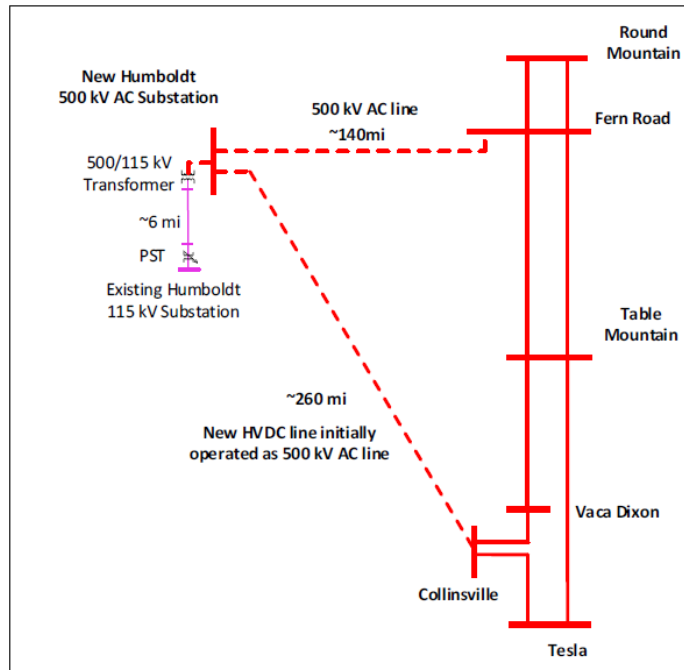 Round
Mountain
New Humboldt
500 kV AC Substation
500 kV AC line
~140mi
Fern Road
500/115 kV
Transformer
~6 mi
PST
Existing Humboldt
115 kV Substation
Table
Mountain
~260 mi
New HVDC line initially
operated as 500 kV AC line
Vaca Dixon
Collinsville
Tesla